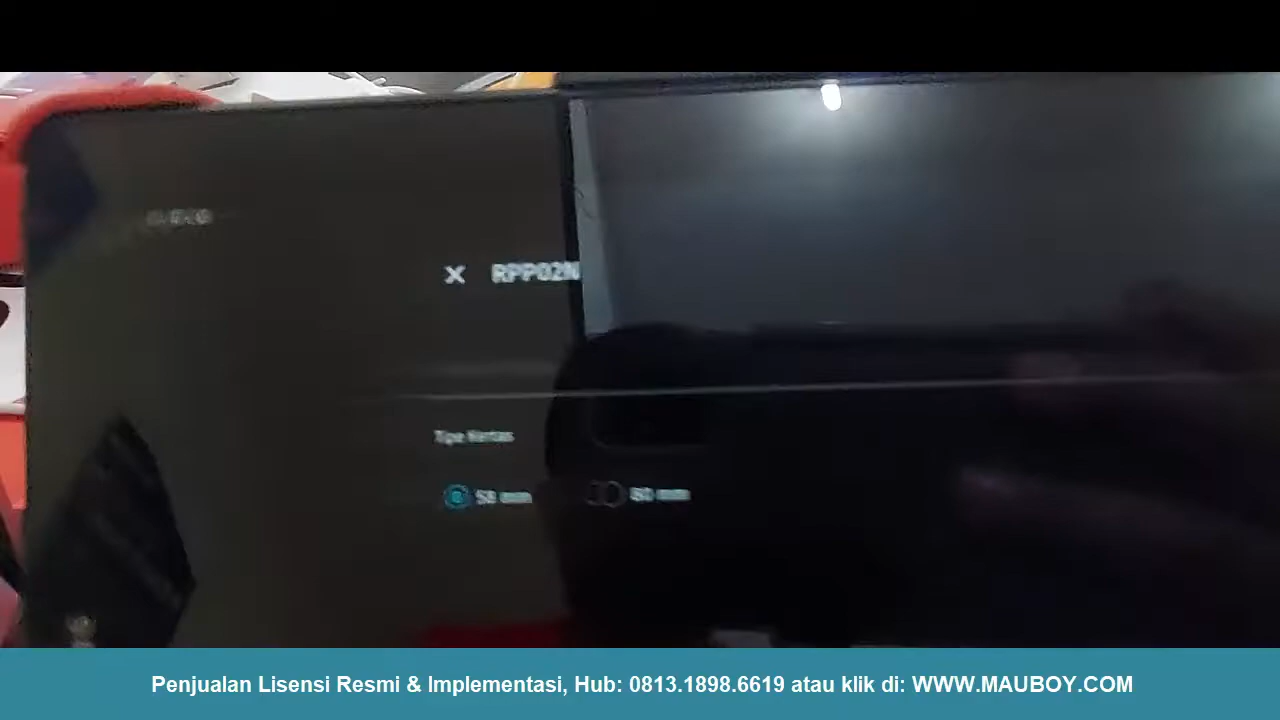 RPP02N
Tipe Kertas
58 mm
80 mm
Penjualan Lisensi Resmi & Implementasi, Hub: 0813.1898.6619 atau klik di: WWW.MAUBOY.COM